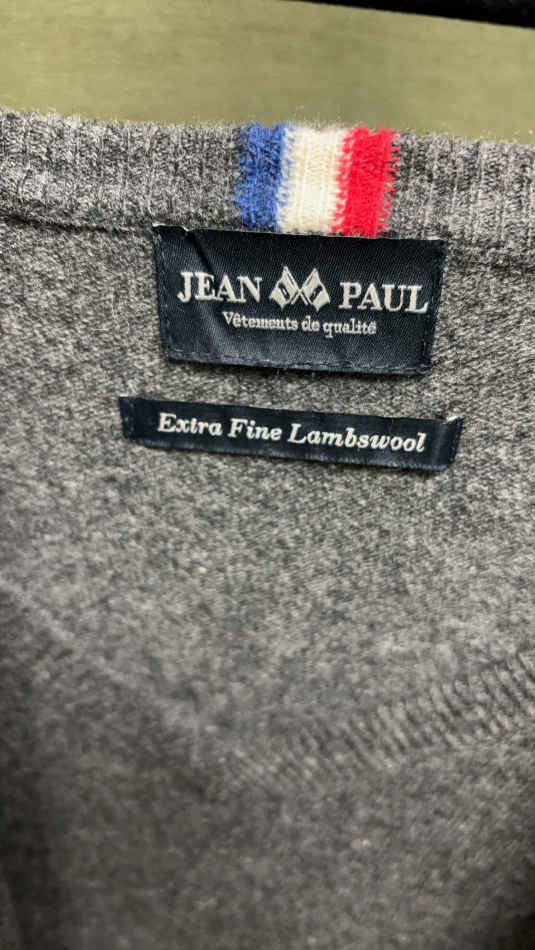 JEAN PAUL
Vêtements de qualité
Extra Fine Lambswool